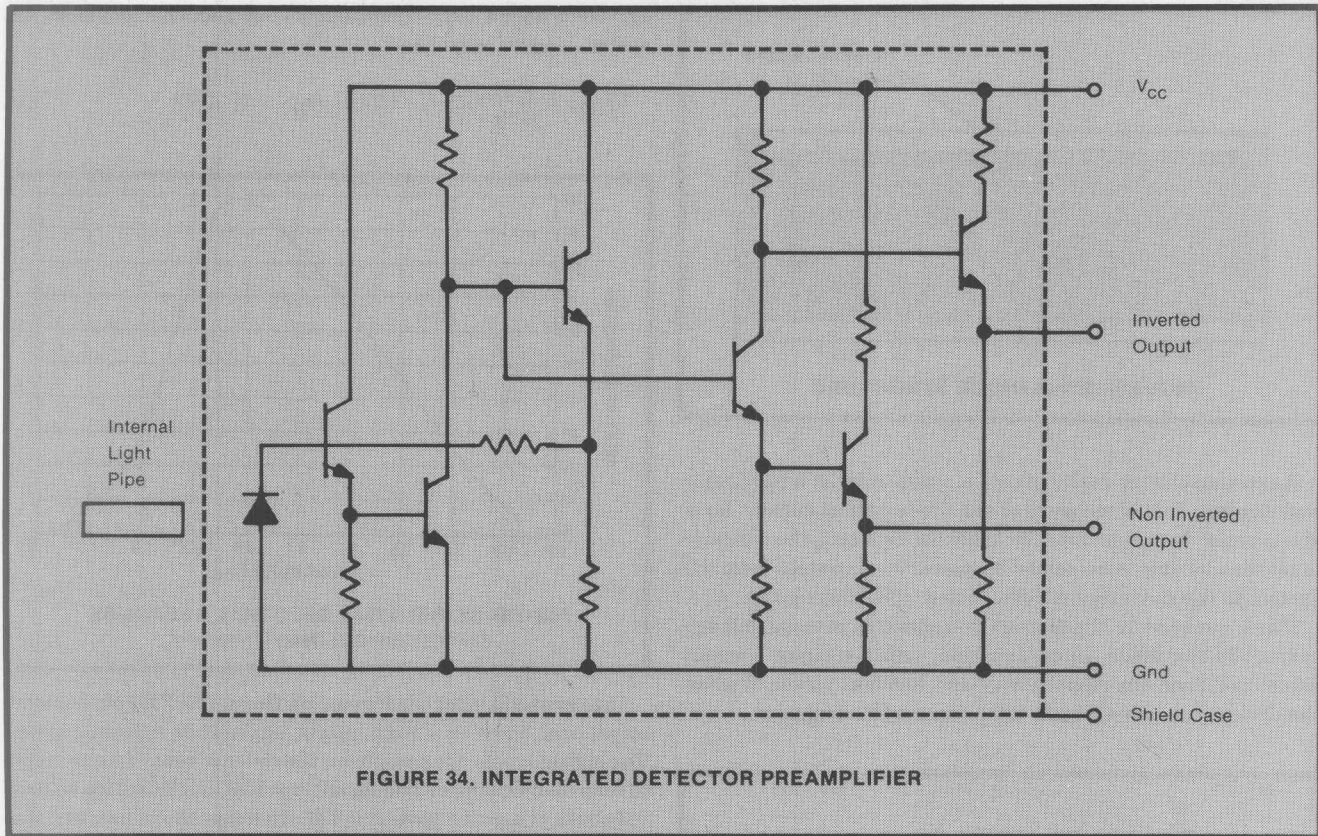 V_CC
Inverted
Output
Internal
Light
Pipe
Non Inverted
Output
Gnd
Shield Case
FIGURE 34. INTEGRATED DETECTOR PREAMPLIFIER